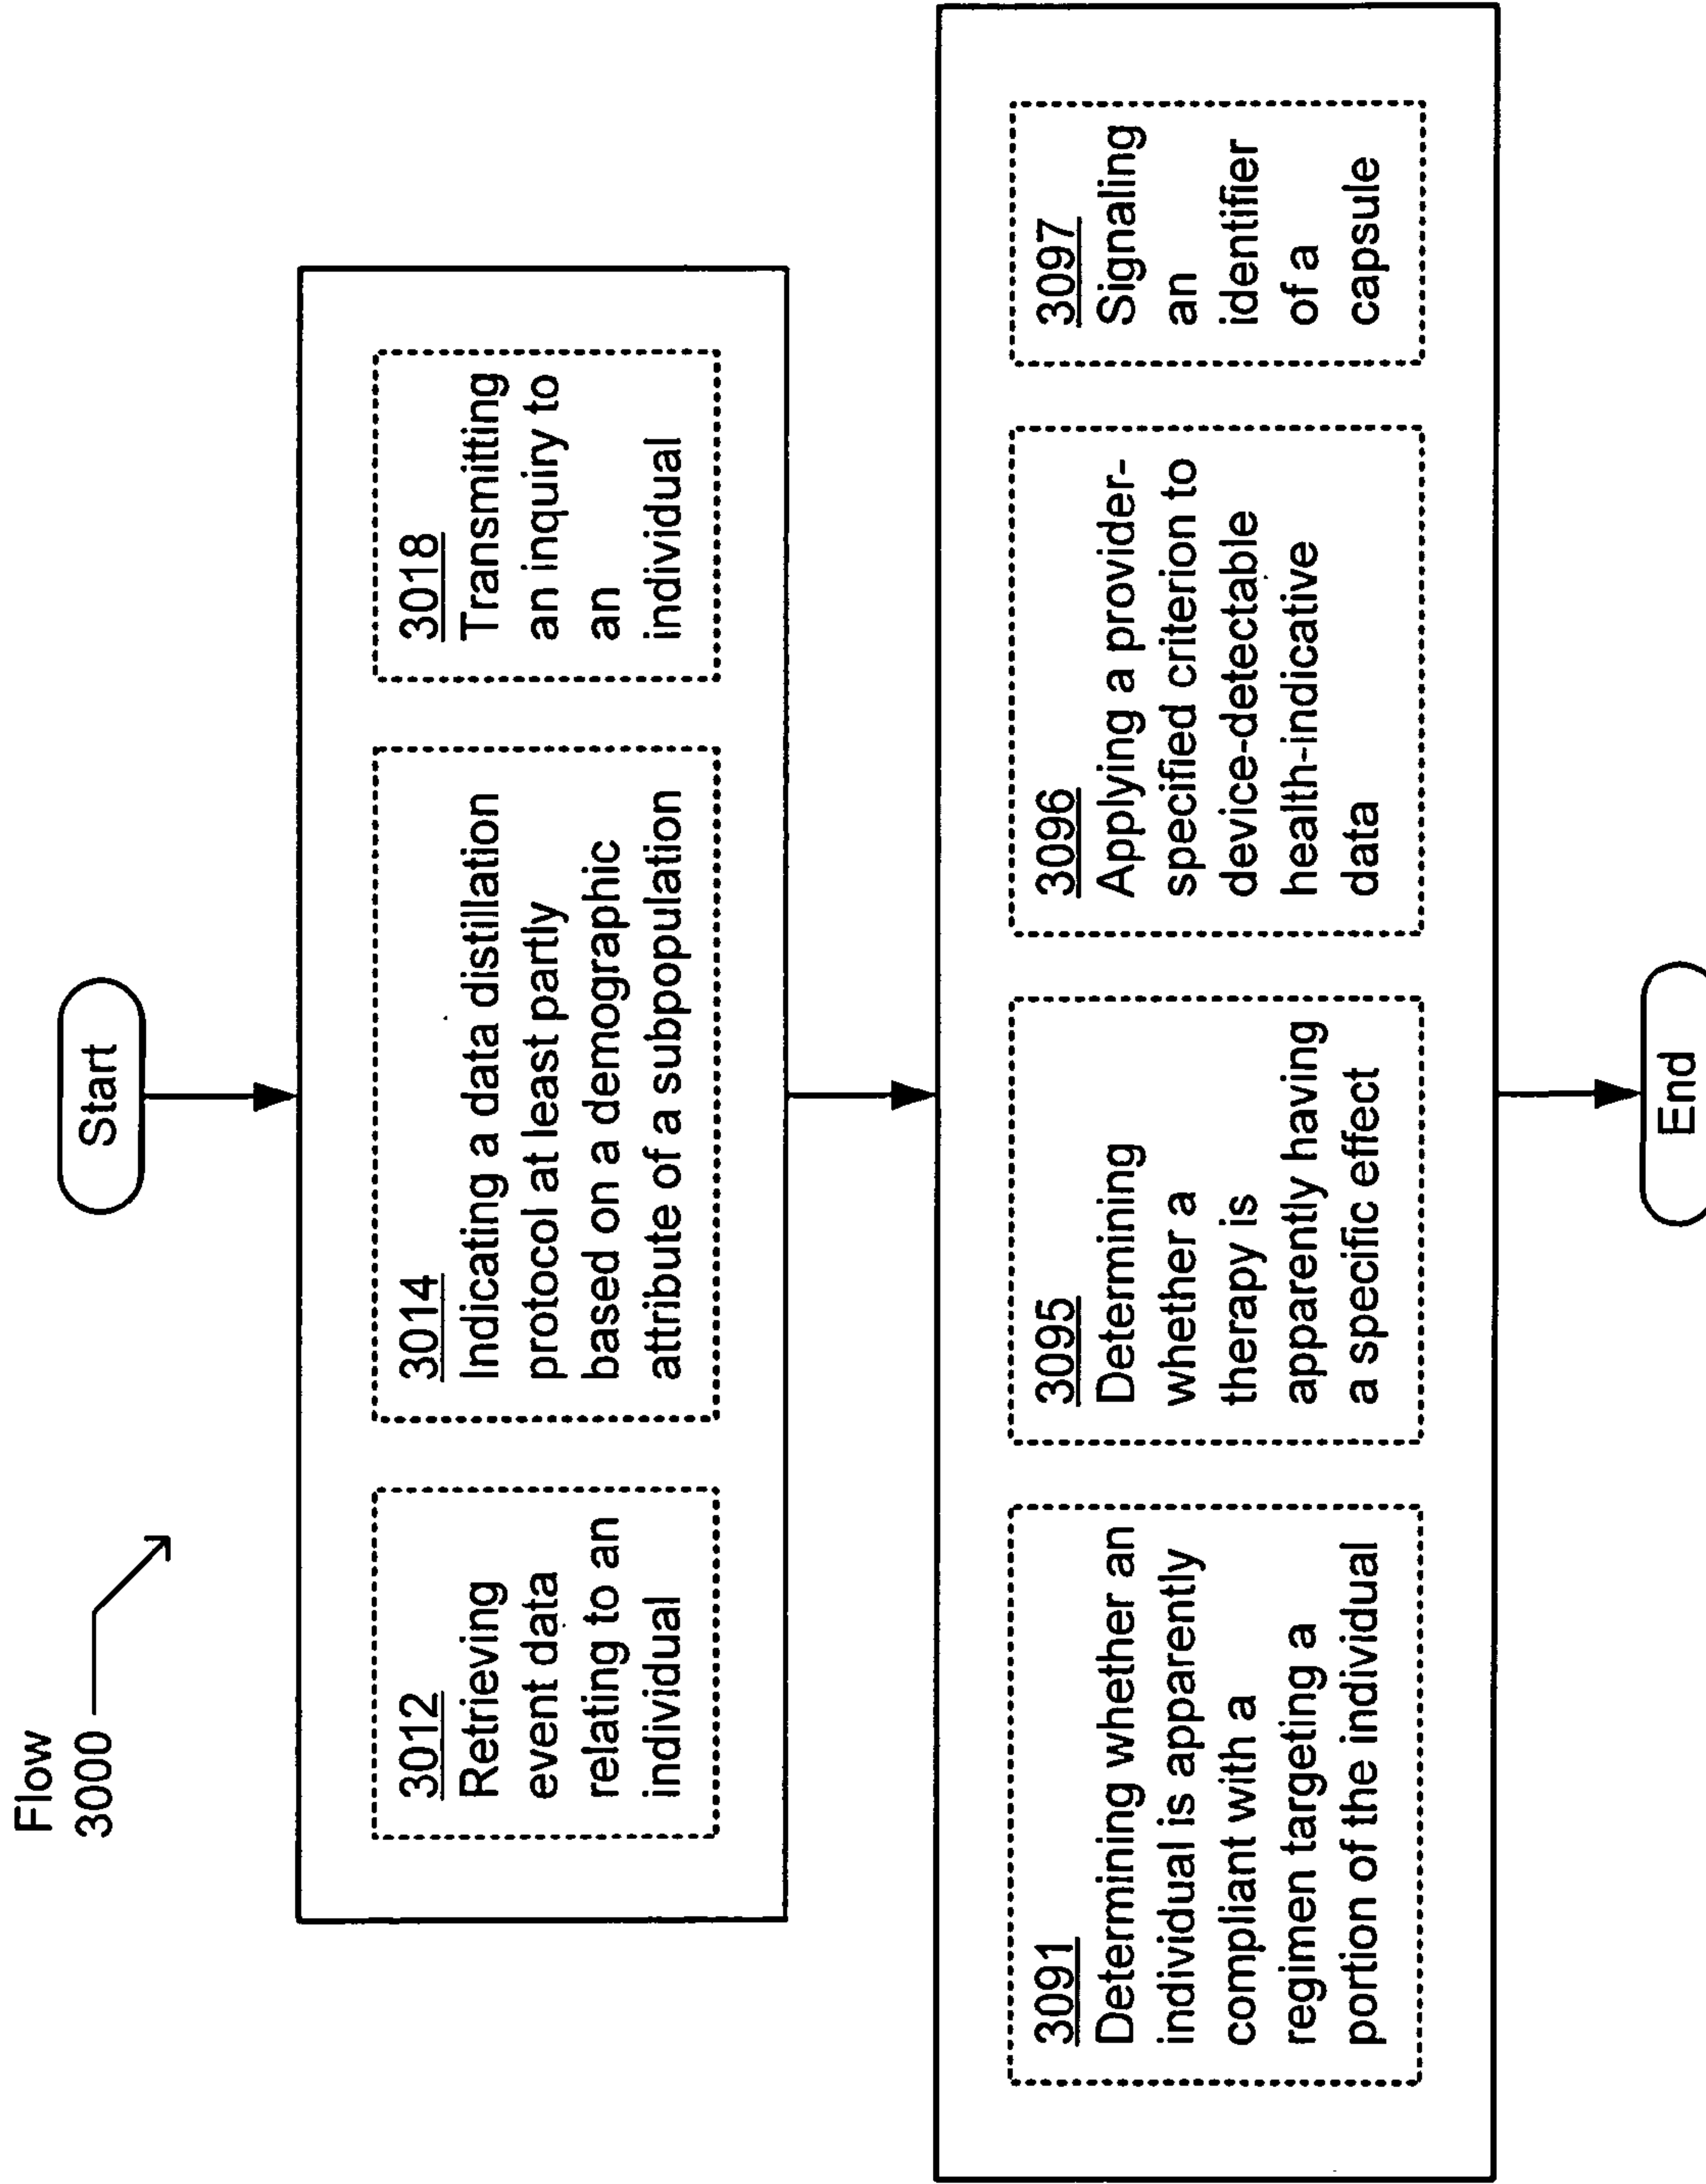 Flow
3000
Start
3012
Retrieving
event data
relating to an
individual
3014
Indicating a data distillation
protocol at least partly
based on a demographic
attribute of a subpopulation
3018
Transmitting
an inquiry to
an
individual
3091
Determining whether an
individual is apparently
compliant with a
regimen targeting a
portion of the individual
3095
Determining
whether a
therapy is
apparently having
a specific effect
3096
Applying a provider-
specified criterion to
device-detectable
health-indicative
data
3097
Signaling
an
identifier
of a
capsule
End